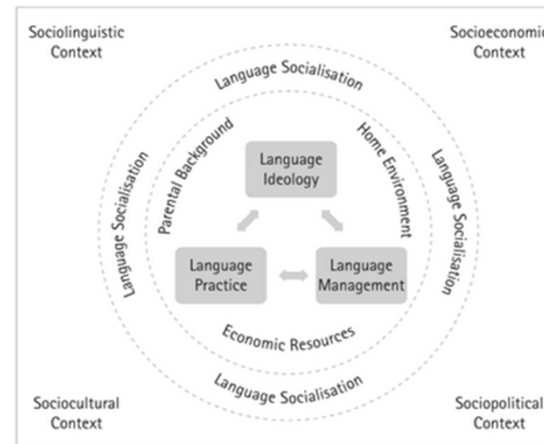 Sociolinguistic
Context
Socioeconomic
Context
Language Socialisation
Language Socialisation
Parental Background
Home Environment
Language Socialisation
Language
Ideology
Language
Practice
Language
Management
Economic Resources
Language Socialisation
Sociocultural
Context
Sociopolitical
Context